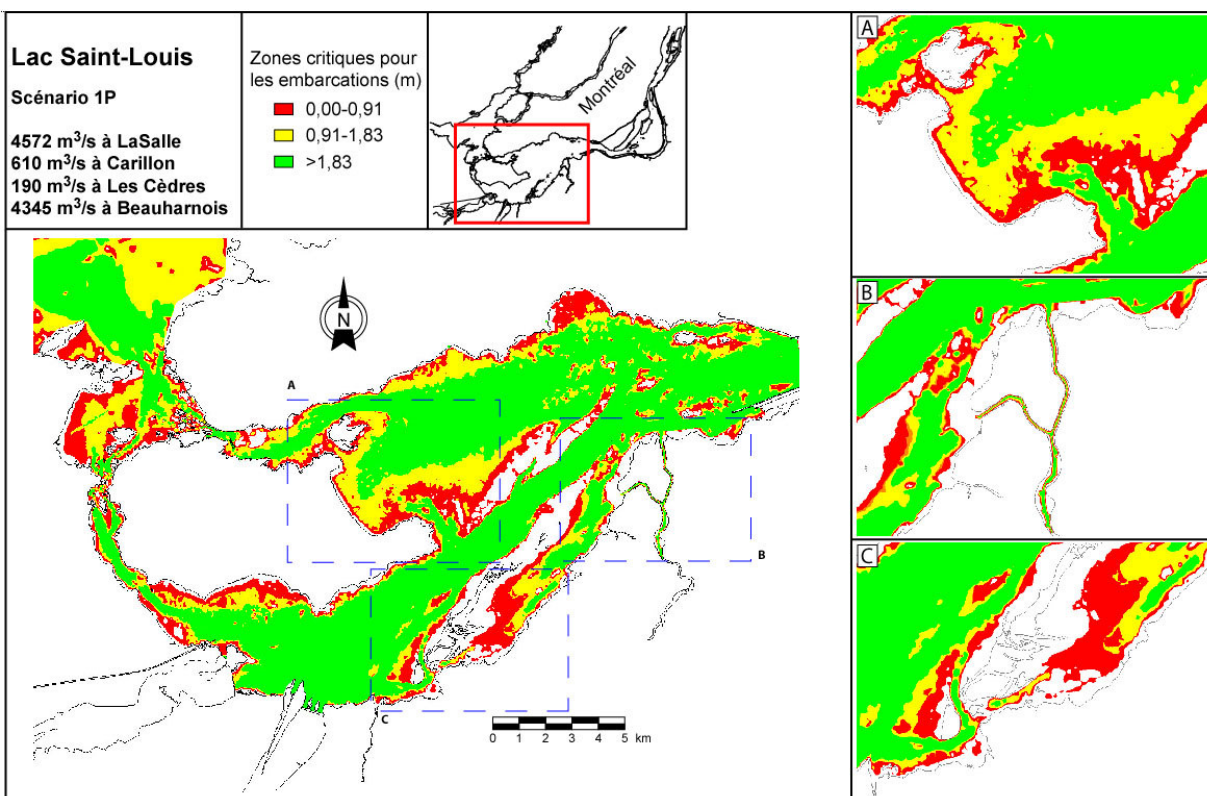 Lac Saint-Louis
Scénario 1P
4572 m³/s à LaSalle
610 m³/s à Carillon
190 m³/s à Les Cèdres
4345 m³/s à Beauharnois
Zones critiques pour
les embarcations (m)
0,00-0,91
0,91-1,83
>1,83
Montréal
N
A
B
C
0 1 2 3 4 5 km
A
B
C